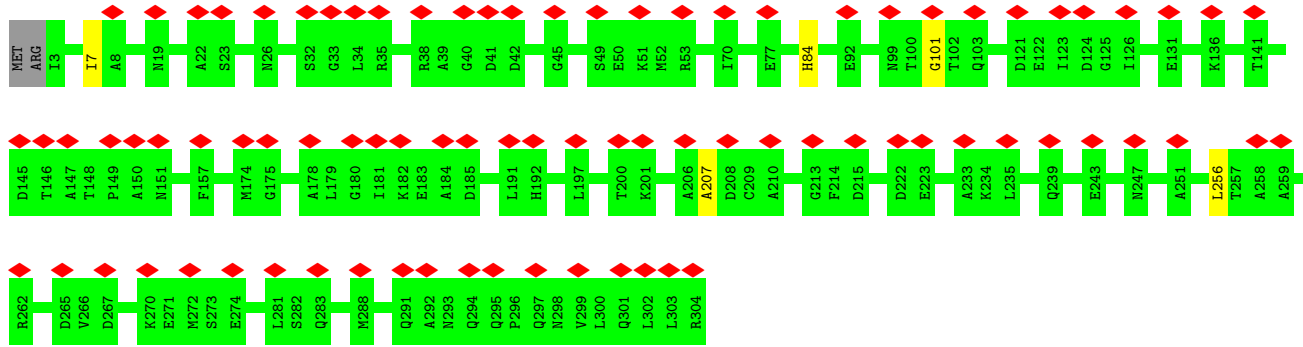 MET ARG I3 I7 A8 N19 A22 S23 N26 S32 G33 L34 R35 R38 A39 G40 D41 D42 G45 S49 E50 K51 M52 R53 I70 E77 H84 E92 N99 T100 G101 T102 Q103 D121 E122 I123 D124 G125 I126 E131 K136 T141
D145 T146 A147 T148 P149 A150 N151 F157 M174 G175 A178 L179 G180 I181 K182 E183 A184 D185 L191 H192 L197 T200 K201 A206 A207 D208 C209 A210 G213 F214 D215 D222 E223 A233 K234 L235 Q239 E243 N247 A251 L256 T257 A258 A259
R262 D265 V266 D267 K270 E271 M272 S273 E274 L281 S282 Q283 M288 Q291 A292 N293 Q294 Q295 P296 Q297 N298 V299 L300 Q301 L302 L303 R304